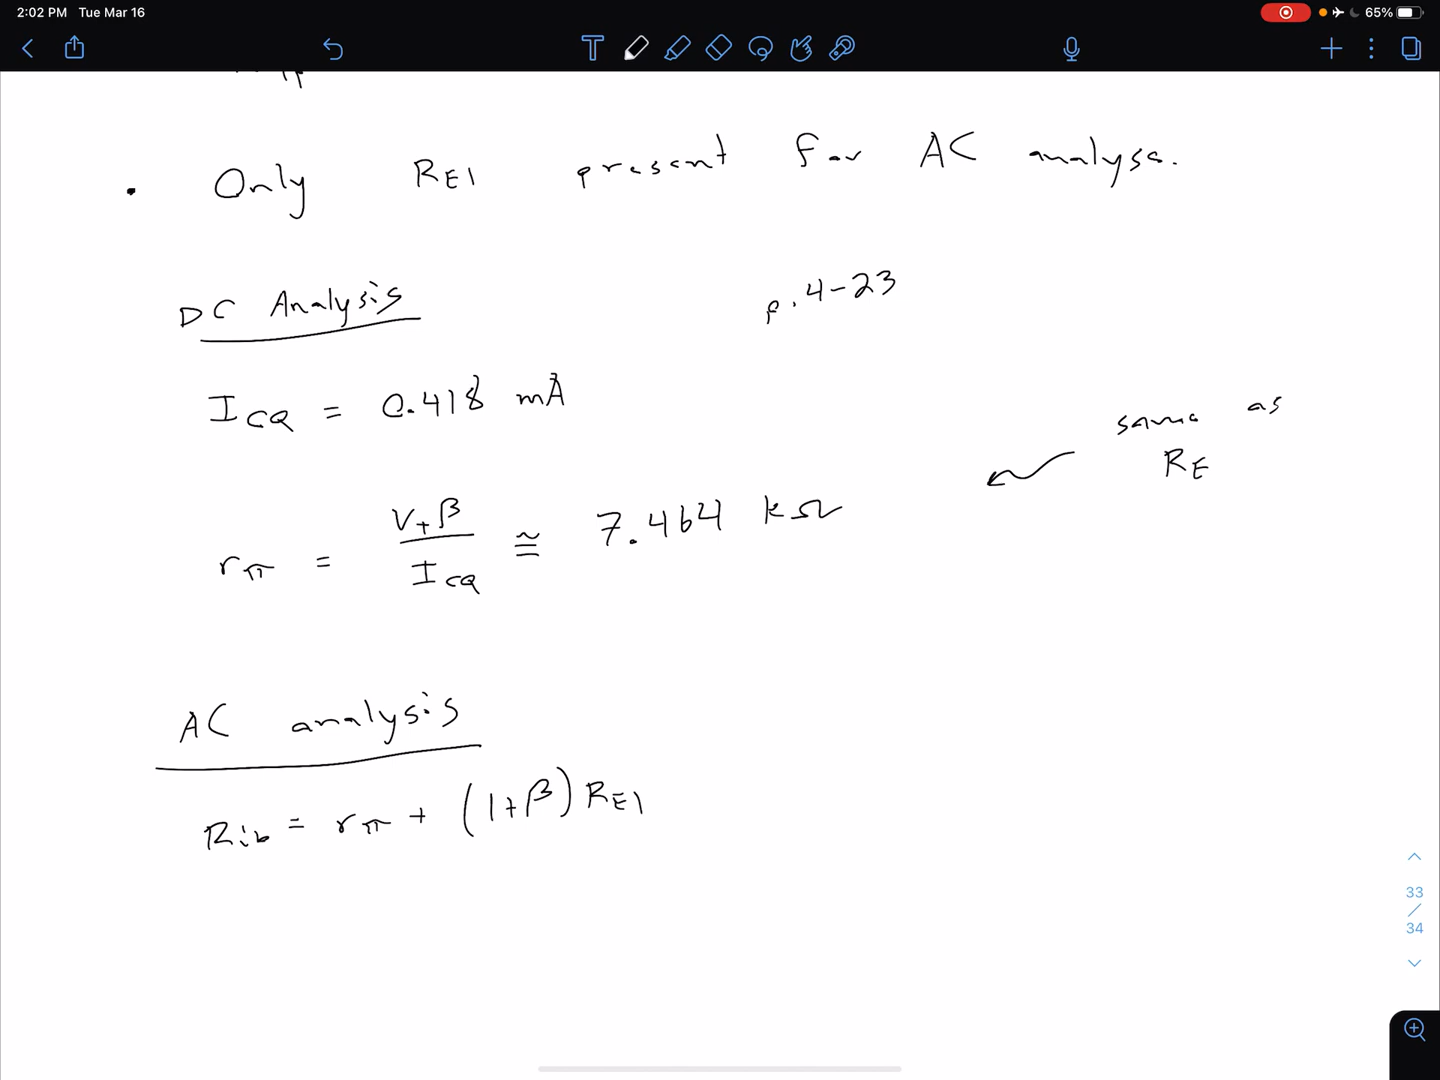 2:02 PM Tue Mar 16 65%
• Only RE1 present for AC analyse.
DC Analysis
p. 4-23
ICQ = 0.418 mA
same as
RE
rπ = VTβ / ICQ ≅ 7.464 kΩ
AC analysis
Rib = rπ + (1+β) RE1
33
/
34